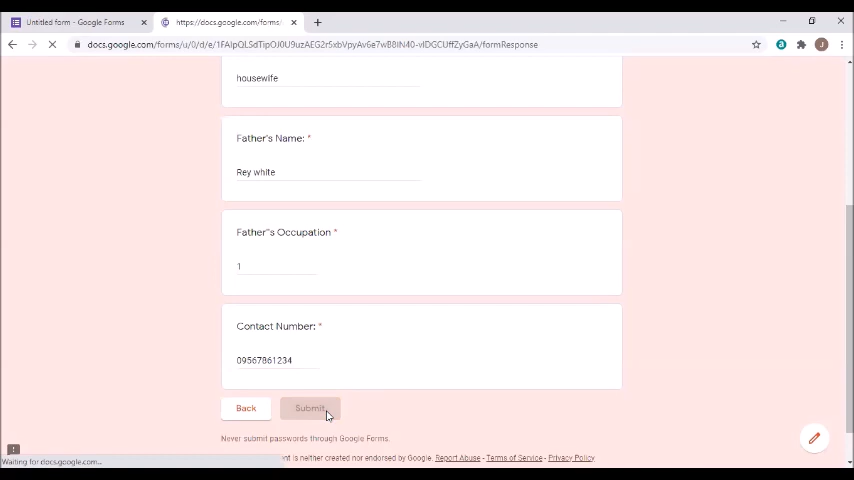 Untitled form - Google Forms
https://docs.google.com/forms/
docs.google.com/forms/u/0/d/e/1FAIpQLSdTipOJ0U9uzAEG2r5xbVpyAv6e7wB8IN40-vIDGCUffZyGaA/formResponse
J
housewife
Father's Name: *
Rey white
Father"s Occupation *
1
Contact Number: *
09567861234
Back
Submit
Never submit passwords through Google Forms.
nt is neither created nor endorsed by Google. Report Abuse - Terms of Service - Privacy Policy
Waiting for docs.google.com...